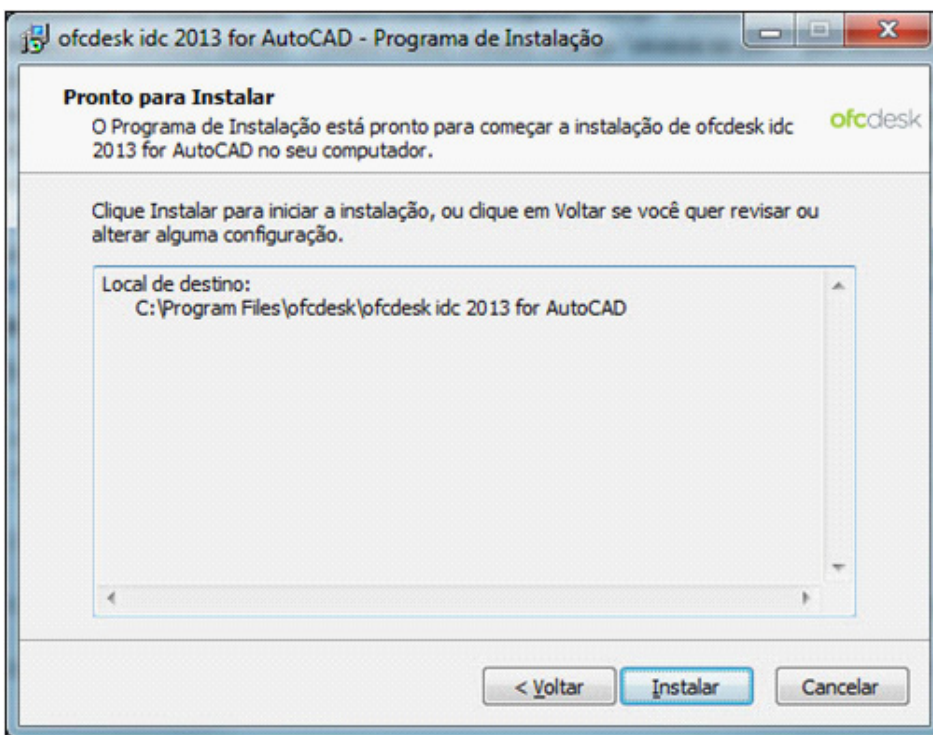 ofcdesk idc 2013 for AutoCAD - Programa de Instalação
Pronto para Instalar
O Programa de Instalação está pronto para começar a instalação de ofcdesk idc
2013 for AutoCAD no seu computador.
ofcdesk
Clique Instalar para iniciar a instalação, ou clique em Voltar se você quer revisar ou
alterar alguma configuração.
Local de destino:
C:\Program Files\ofcdesk\ofcdesk idc 2013 for AutoCAD
< Voltar
Instalar
Cancelar